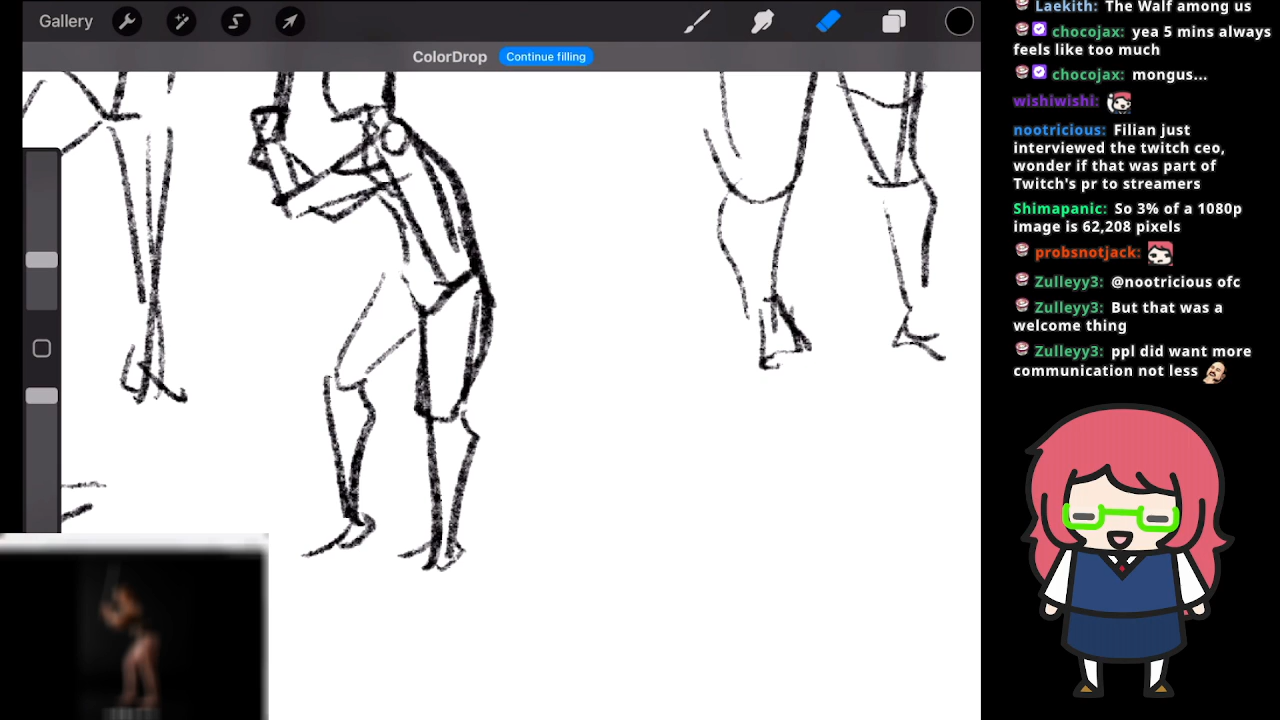 Gallery
ColorDrop Continue filling
Laekith: The Walf among us
chocojax: yea 5 mins always
feels like too much
chocojax: mongus...
wishiwishi:
nootricious: Filian just
interviewed the twitch ceo,
wonder if that was part of
Twitch's pr to streamers
Shimapanic: So 3% of a 1080p
image is 62,208 pixels
probsnotjack:
Zulleyy3: @nootricious ofc
Zulleyy3: But that was a
welcome thing
Zulleyy3: ppl did want more
communication not less